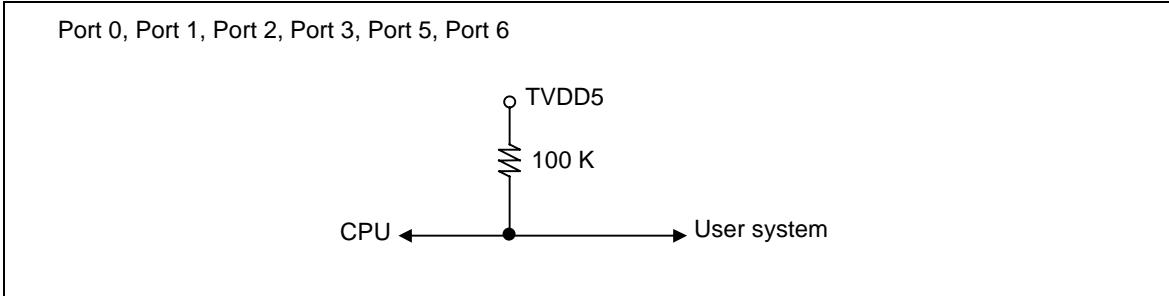 Port 0, Port 1, Port 2, Port 3, Port 5, Port 6
TVDD5
100 K
CPU
User system